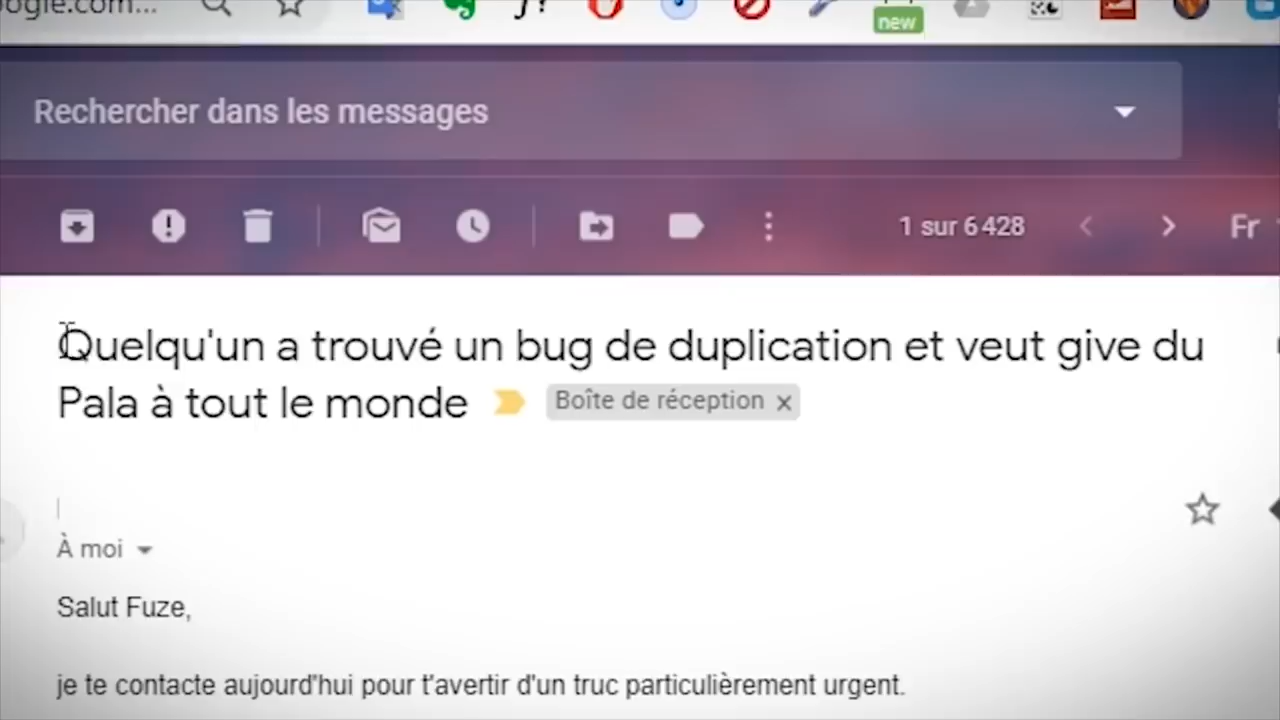 ogle.com...
new
Rechercher dans les messages
1 sur 6 428
Fr
Quelqu'un a trouvé un bug de duplication et veut give du
Pala à tout le monde
Boîte de réception
À moi
Salut Fuze,
je te contacte aujourd'hui pour t'avertir d'un truc particulièrement urgent.